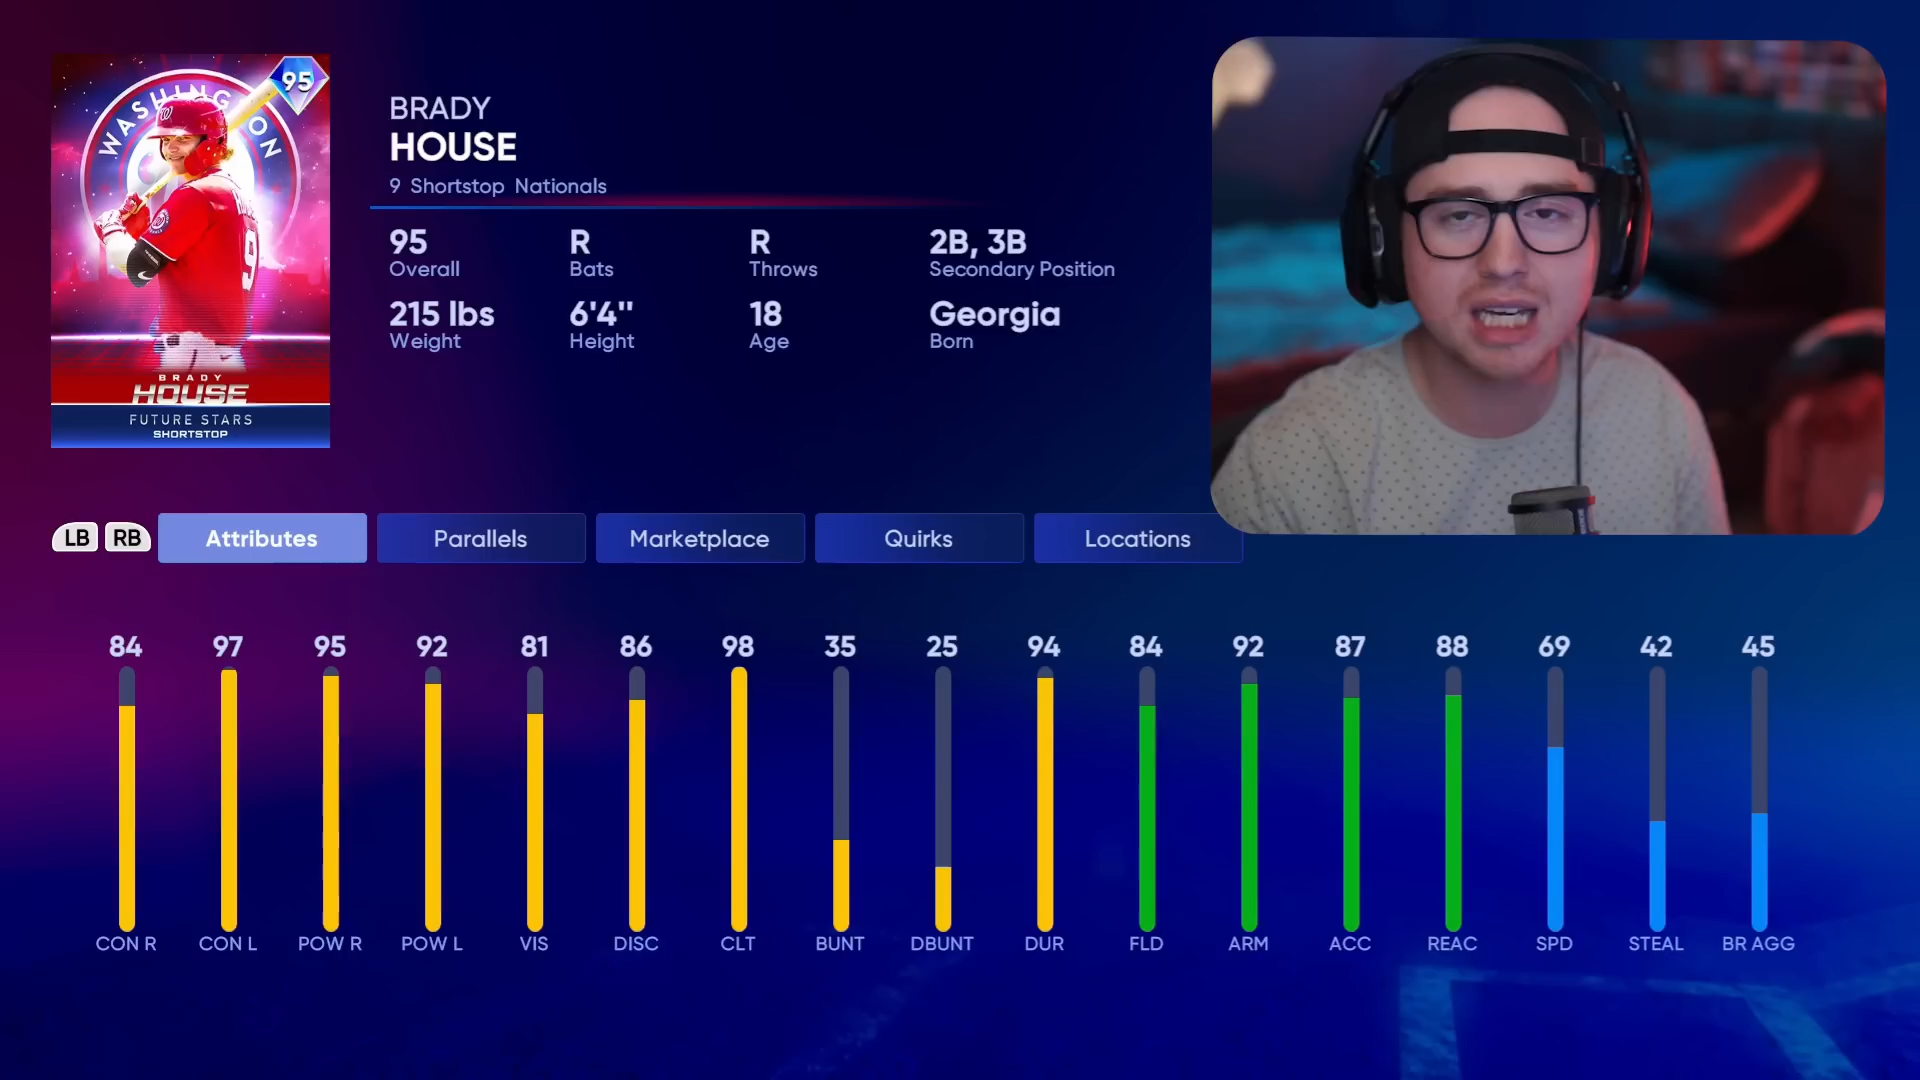 WASHINGTON
95
W
9
BRADY
HOUSE
FUTURE STARS
SHORTSTOP
BRADY
HOUSE
9 Shortstop Nationals
95 R R 2B, 3B
Overall Bats Throws Secondary Position
215 lbs 6'4" 18 Georgia
Weight Height Age Born
LB RB Attributes Parallels Marketplace Quirks Locations
84 97 95 92 81 86 98 35 25 94 84 92 87 88 69 42 45
CON R CON L POW R POW L VIS DISC CLT BUNT DBUNT DUR FLD ARM ACC REAC SPD STEAL BR AGG